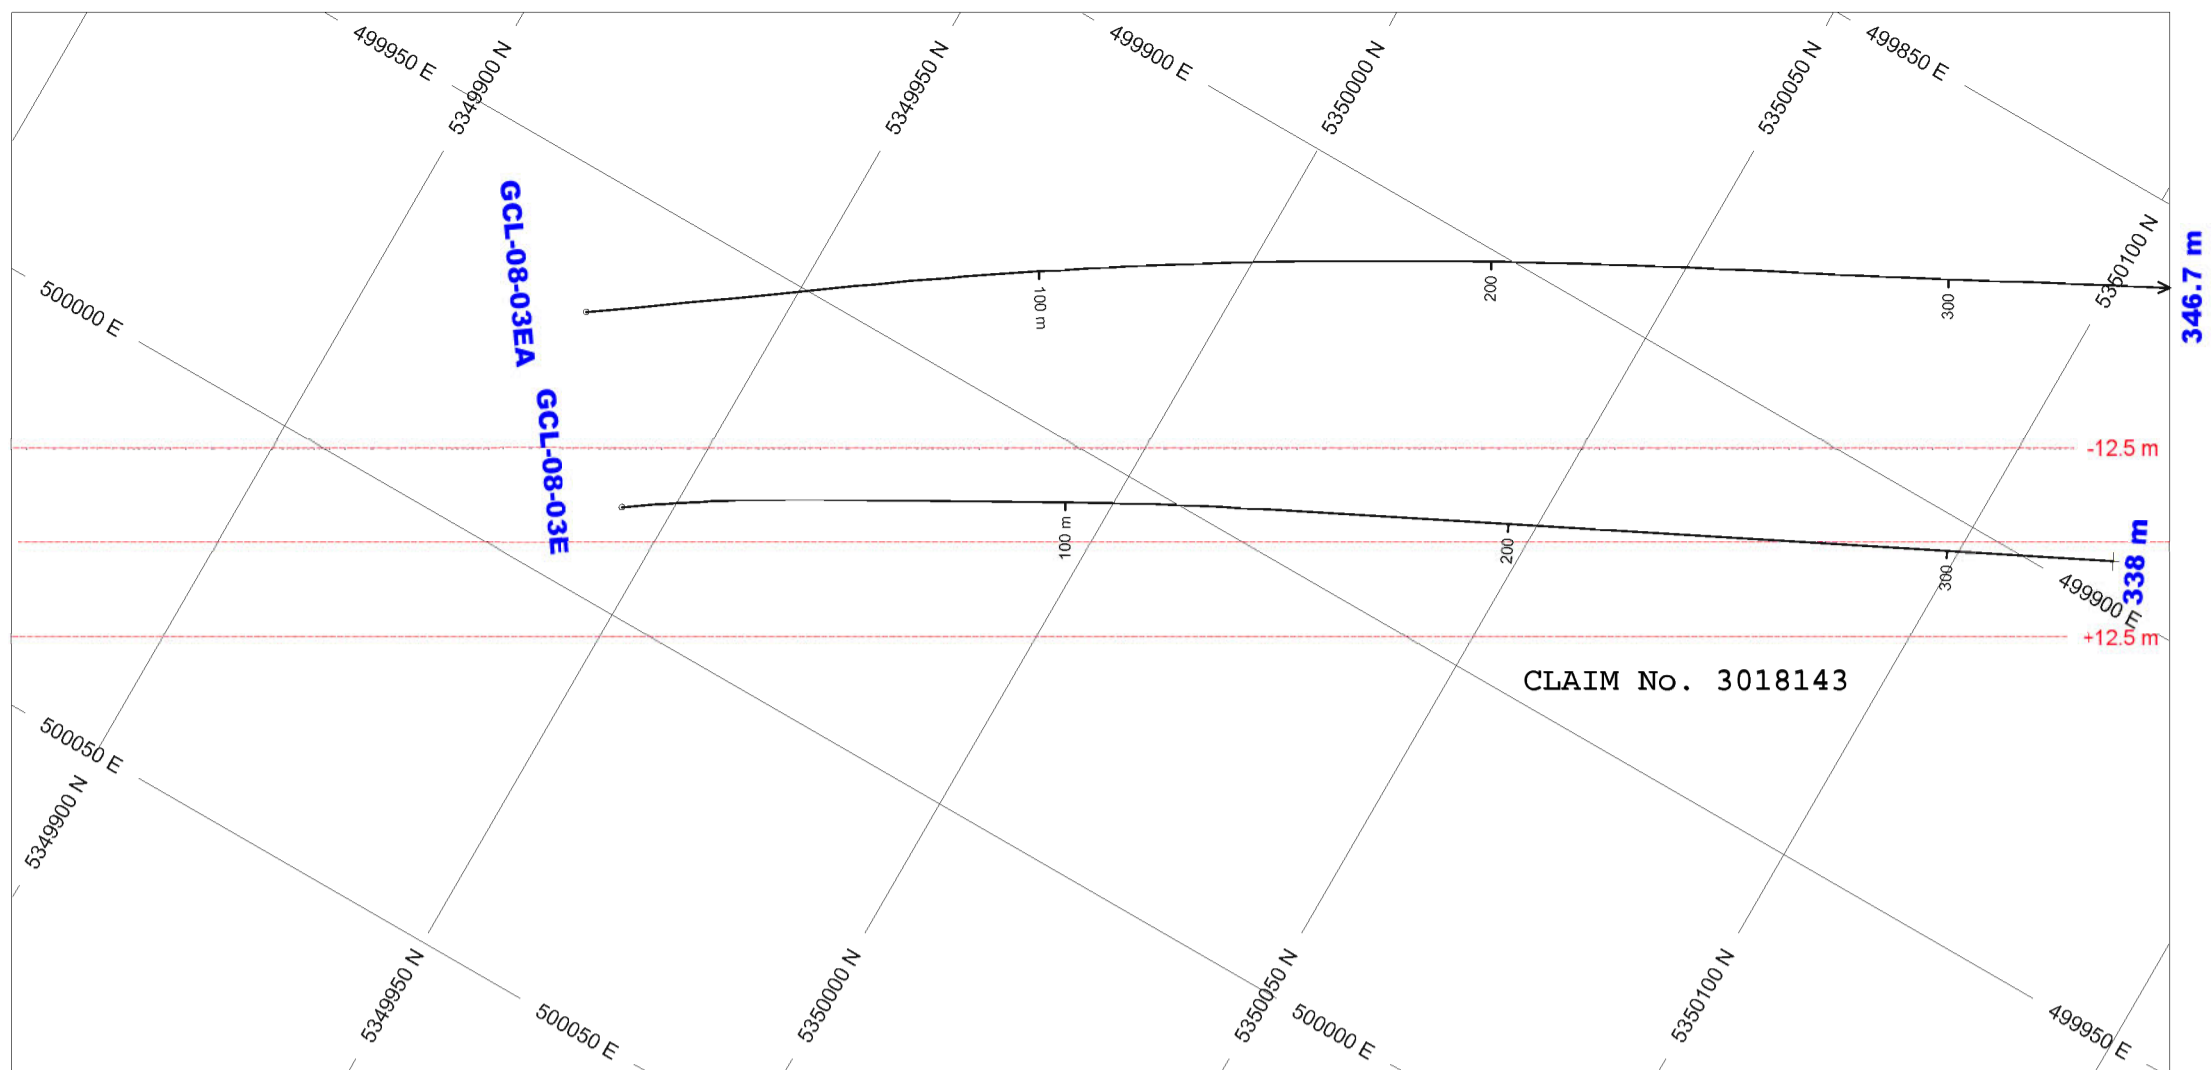 499950 E
5349900 N
5349950 N
499900 E
5350000 N
5350050 N
499850 E
GCL-08-03EA
5350100 N
346.7 m
500000 E
100 m
200
300
GCL-08-03E
-12.5 m
100 m
200
300
338 m
499900 E
+12.5 m
CLAIM No. 3018143
500050 E
5349900 N
5349950 N
500050 E
5350000 N
5350050 N
500000 E
5350100 N
499950 E